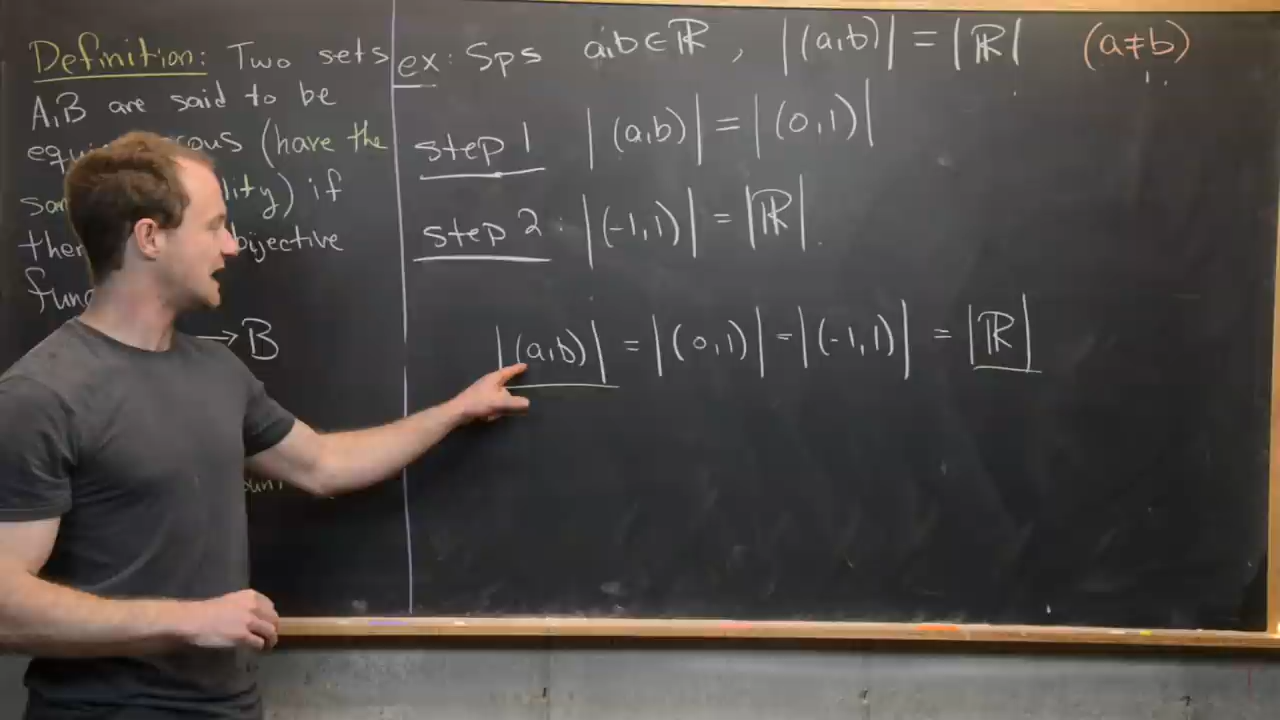 Definition: Two sets
A,B are said to be
(have the
if
bijective
→ B
ex: Sps a,b ∈ ℝ, |(a,b)| = |ℝ| (a≠b)
step 1 |(a,b)| = |(0,1)|
step 2: |(-1,1)| = |ℝ|.
|(a,b)| = |(0,1)| = |(-1,1)| = |ℝ|